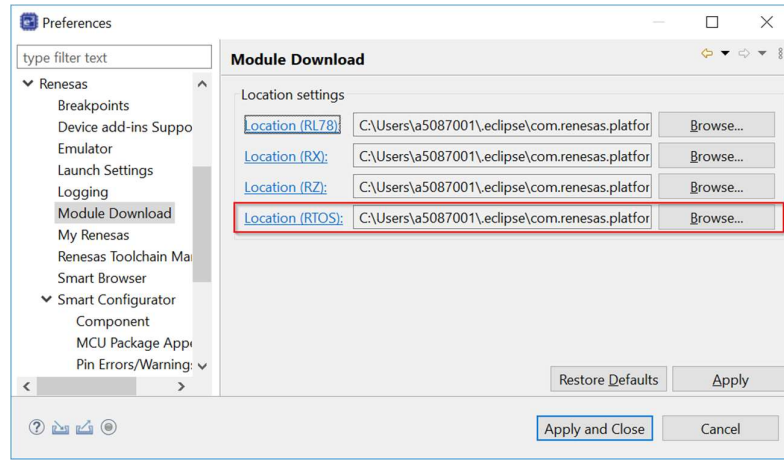 Preferences
type filter text
Renesas
Breakpoints
Device add-ins Suppo
Emulator
Launch Settings
Logging
Module Download
My Renesas
Renesas Toolchain Ma
Smart Browser
Smart Configurator
Component
MCU Package Appe
Pin Errors/Warning
Module Download
Location settings
Location (RL78): C:\Users\a5087001\.eclipse\com.renesas.platfor Browse...
Location (RX): C:\Users\a5087001\.eclipse\com.renesas.platfor Browse...
Location (RZ): C:\Users\a5087001\.eclipse\com.renesas.platfor Browse...
Location (RTOS): C:\Users\a5087001\.eclipse\com.renesas.platfor Browse...
Restore Defaults Apply
Apply and Close Cancel